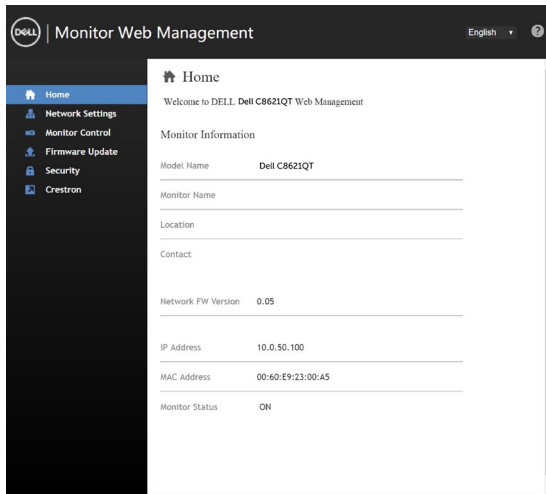 DELL | Monitor Web Management
English
?
Home
Network Settings
Monitor Control
Firmware Update
Security
Crestron
Home
Welcome to DELL Dell C8621QT Web Management
Monitor Information
Model Name Dell C8621QT
Monitor Name
Location
Contact
Network FW Version 0.05
IP Address 10.0.50.100
MAC Address 00:60:E9:23:00:A5
Monitor Status ON